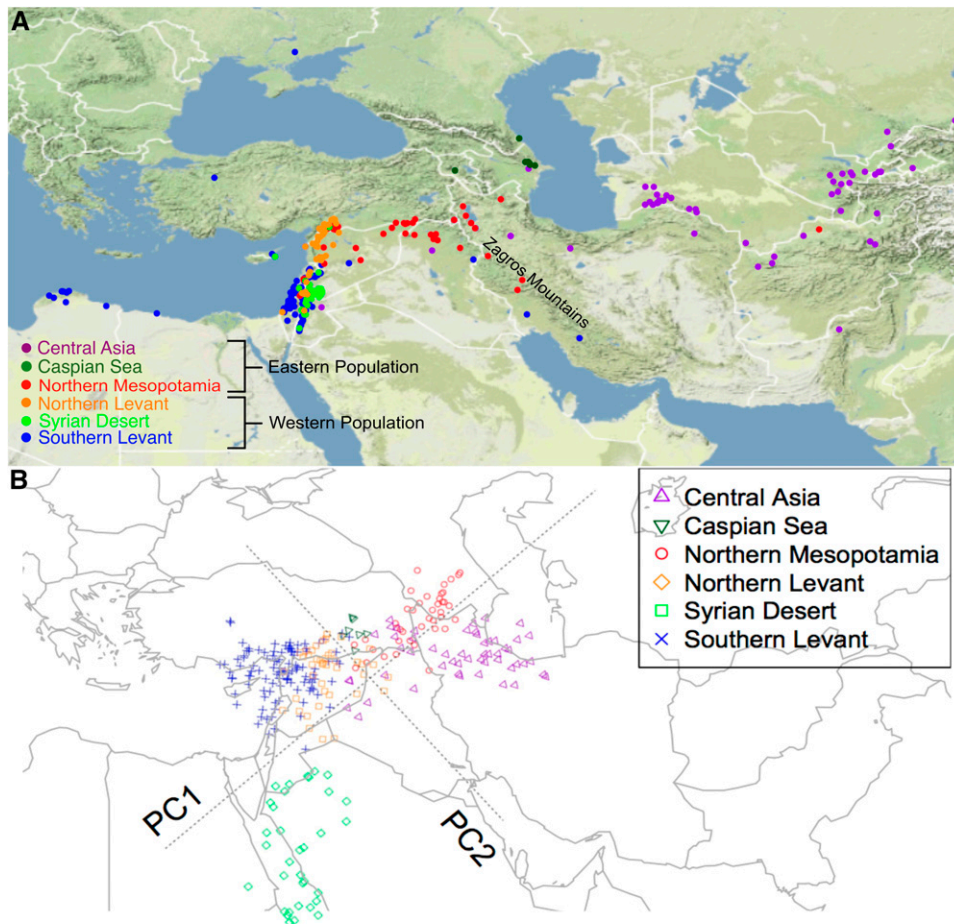 A
Zagros Mountains
Central Asia
Caspian Sea
Northern Mesopotamia
Eastern Population
Northern Levant
Syrian Desert
Southern Levant
Western Population
B
Central Asia
Caspian Sea
Northern Mesopotamia
Northern Levant
Syrian Desert
Southern Levant
PC1
PC2